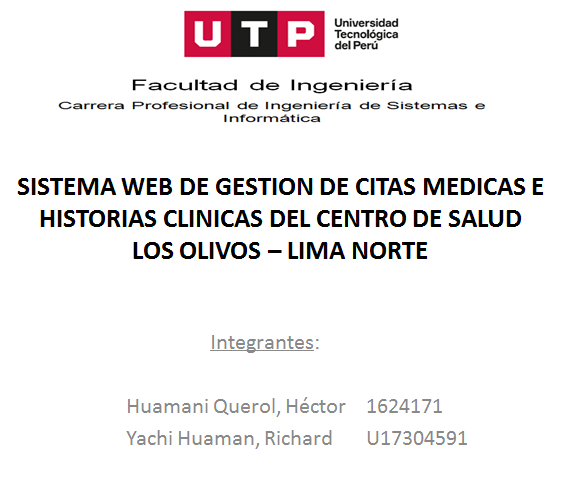 UTP
Universidad
Tecnológica
del Perú
Facultad de Ingeniería
Carrera Profesional de Ingeniería de Sistemas e
Informática
SISTEMA WEB DE GESTION DE CITAS MEDICAS E
HISTORIAS CLINICAS DEL CENTRO DE SALUD
LOS OLIVOS – LIMA NORTE
Integrantes:
Huamani Querol, Héctor 1624171
Yachi Huaman, Richard U17304591